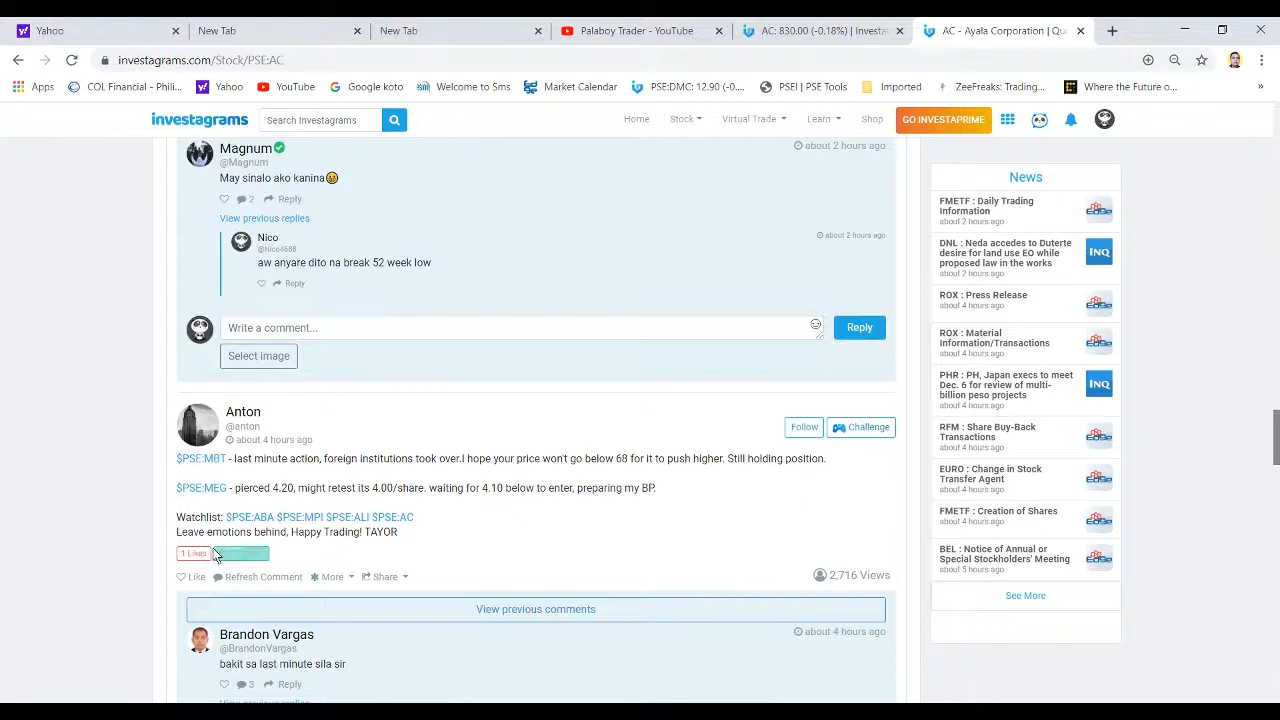 Yahoo
New Tab
New Tab
Palaboy Trader - YouTube
AC: 830.00 (-0.18%) | Investa
AC - Ayala Corporation | Qu
investagrams.com/Stock/PSE:AC
Apps
COL Financial - Phili...
Yahoo
YouTube
Google koto
Welcome to Sms
Market Calendar
PSE:DMC: 12.90 (-0...
PSEI | PSE Tools
Imported
ZeeFreaks: Trading...
Where the Future o...
investagrams
Search Investagrams
Home
Stock
Virtual Trade
Learn
Shop
GO INVESTAPRIME
Magnum
about 2 hours ago
@Magnum
May sinalo ako kanina
2 Reply
View previous replies
Nico
about 2 hours ago
@Nico4688
aw anyare dito na break 52 week low
Reply
Write a comment...
Reply
Select image
Anton
@anton
about 4 hours ago
Follow
Challenge
$PSE:MBT - last minute action, foreign institutions took over.I hope your price won't go below 68 for it to push higher. Still holding position.
$PSE:MEG - pierced 4.20, might retest its 4.00/share. waiting for 4.10 below to enter, preparing my BP.
Watchlist: $PSE:ABA $PSE:MPI $PSE:ALI $PSE:AC
Leave emotions behind, Happy Trading! TAYOR
1 Likes
Like Refresh Comment More Share
2,716 Views
View previous comments
Brandon Vargas
about 4 hours ago
@BrandonVargas
bakit sa last minute sila sir
3 Reply
View previous replies
News
FMETF : Daily Trading
Information
about 2 hours ago
DNL : Neda accedes to Duterte
desire for land use EO while
proposed law in the works
about 2 hours ago
INQ
ROX : Press Release
about 4 hours ago
ROX : Material
Information/Transactions
about 4 hours ago
PHR : PH, Japan execs to meet
Dec. 6 for review of multi-
billion peso projects
about 4 hours ago
INQ
RFM : Share Buy-Back
Transactions
about 4 hours ago
EURO : Change in Stock
Transfer Agent
about 4 hours ago
FMETF : Creation of Shares
about 4 hours ago
BEL : Notice of Annual or
Special Stockholders' Meeting
about 5 hours ago
See More